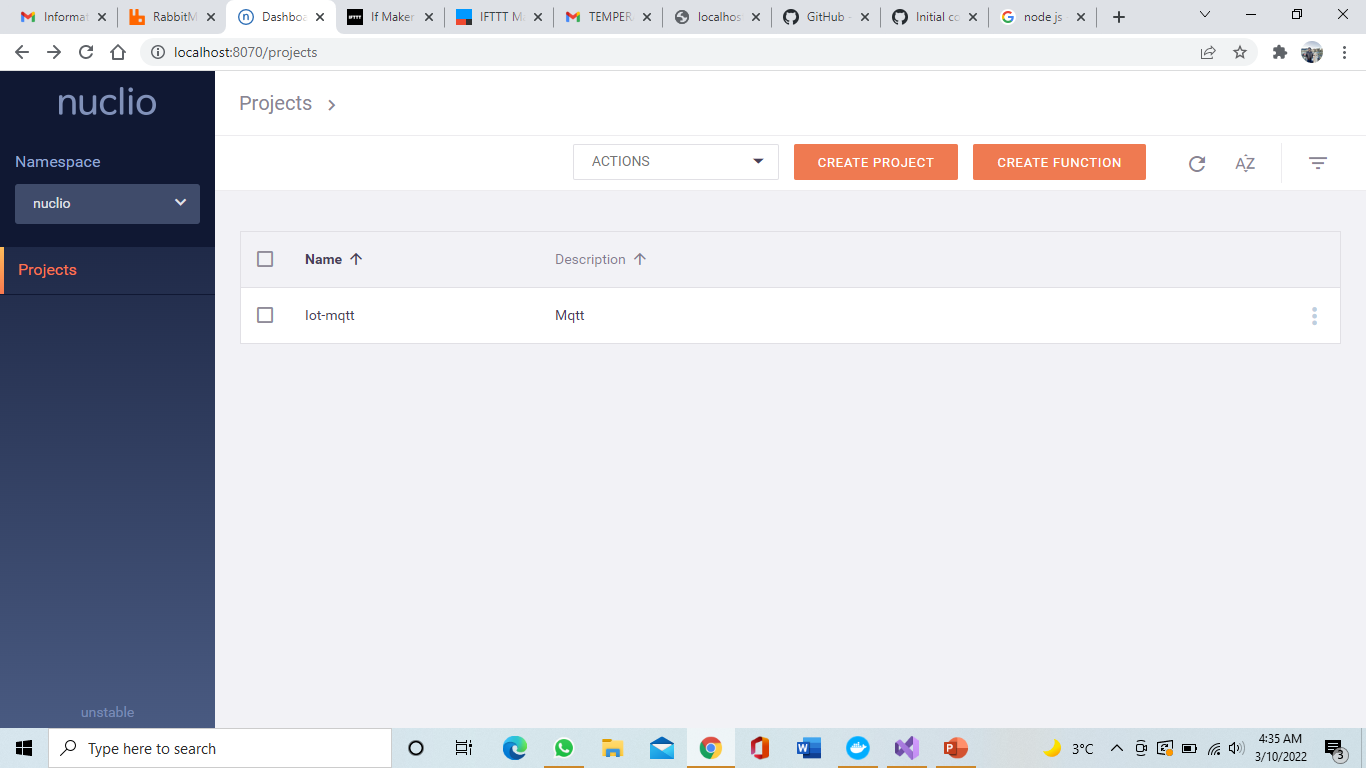 Informat
RabbitM
Dashboa
If Maker
IFTTT Ma
TEMPERA
localhos
GitHub -
Initial co
node js
localhost:8070/projects
nuclio
Namespace
nuclio
Projects
unstable
Projects
ACTIONS
CREATE PROJECT
CREATE FUNCTION
AZ
Name
Description
Iot-mqtt
Mqtt
Type here to search
3°C
4:35 AM
3/10/2022
3